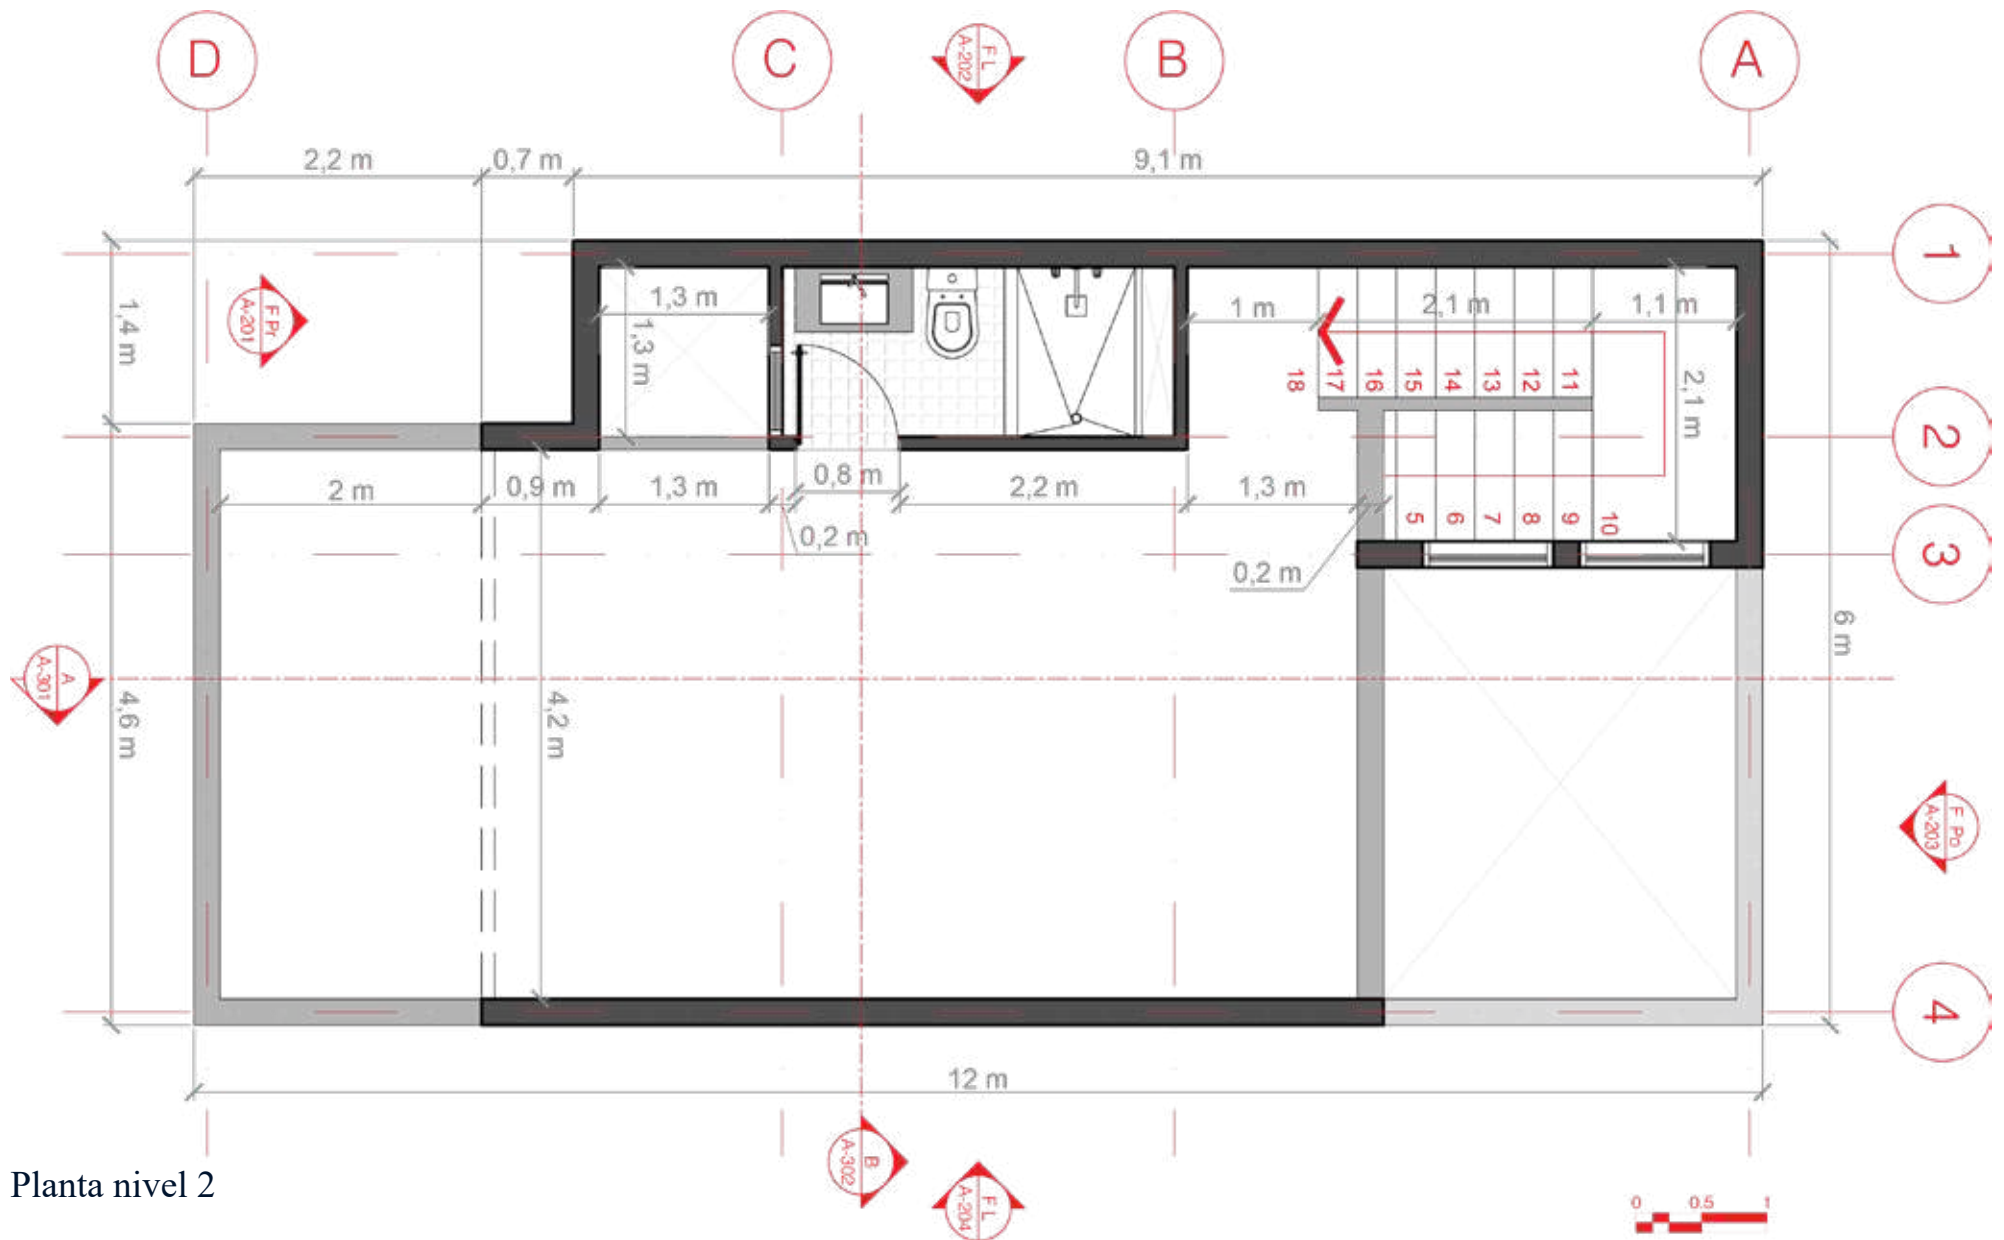 D
C
B
A
F L
A-202
2,2 m
0,7 m
9,1 m
1
1,4 m
F Pr
A-201
1,3 m
1,3 m
1 m
2,1 m
1,1 m
18
17
16
15
14
13
12
11
2,1 m
2
2 m
0,9 m
1,3 m
0,8 m
2,2 m
1,3 m
5
6
7
8
9
10
0,2 m
3
0,2 m
6 m
A
A-301
4,6 m
4,2 m
F Po
A-203
4
12 m
B
A-302
F L
A-204
Planta nivel 2
0
0.5
1